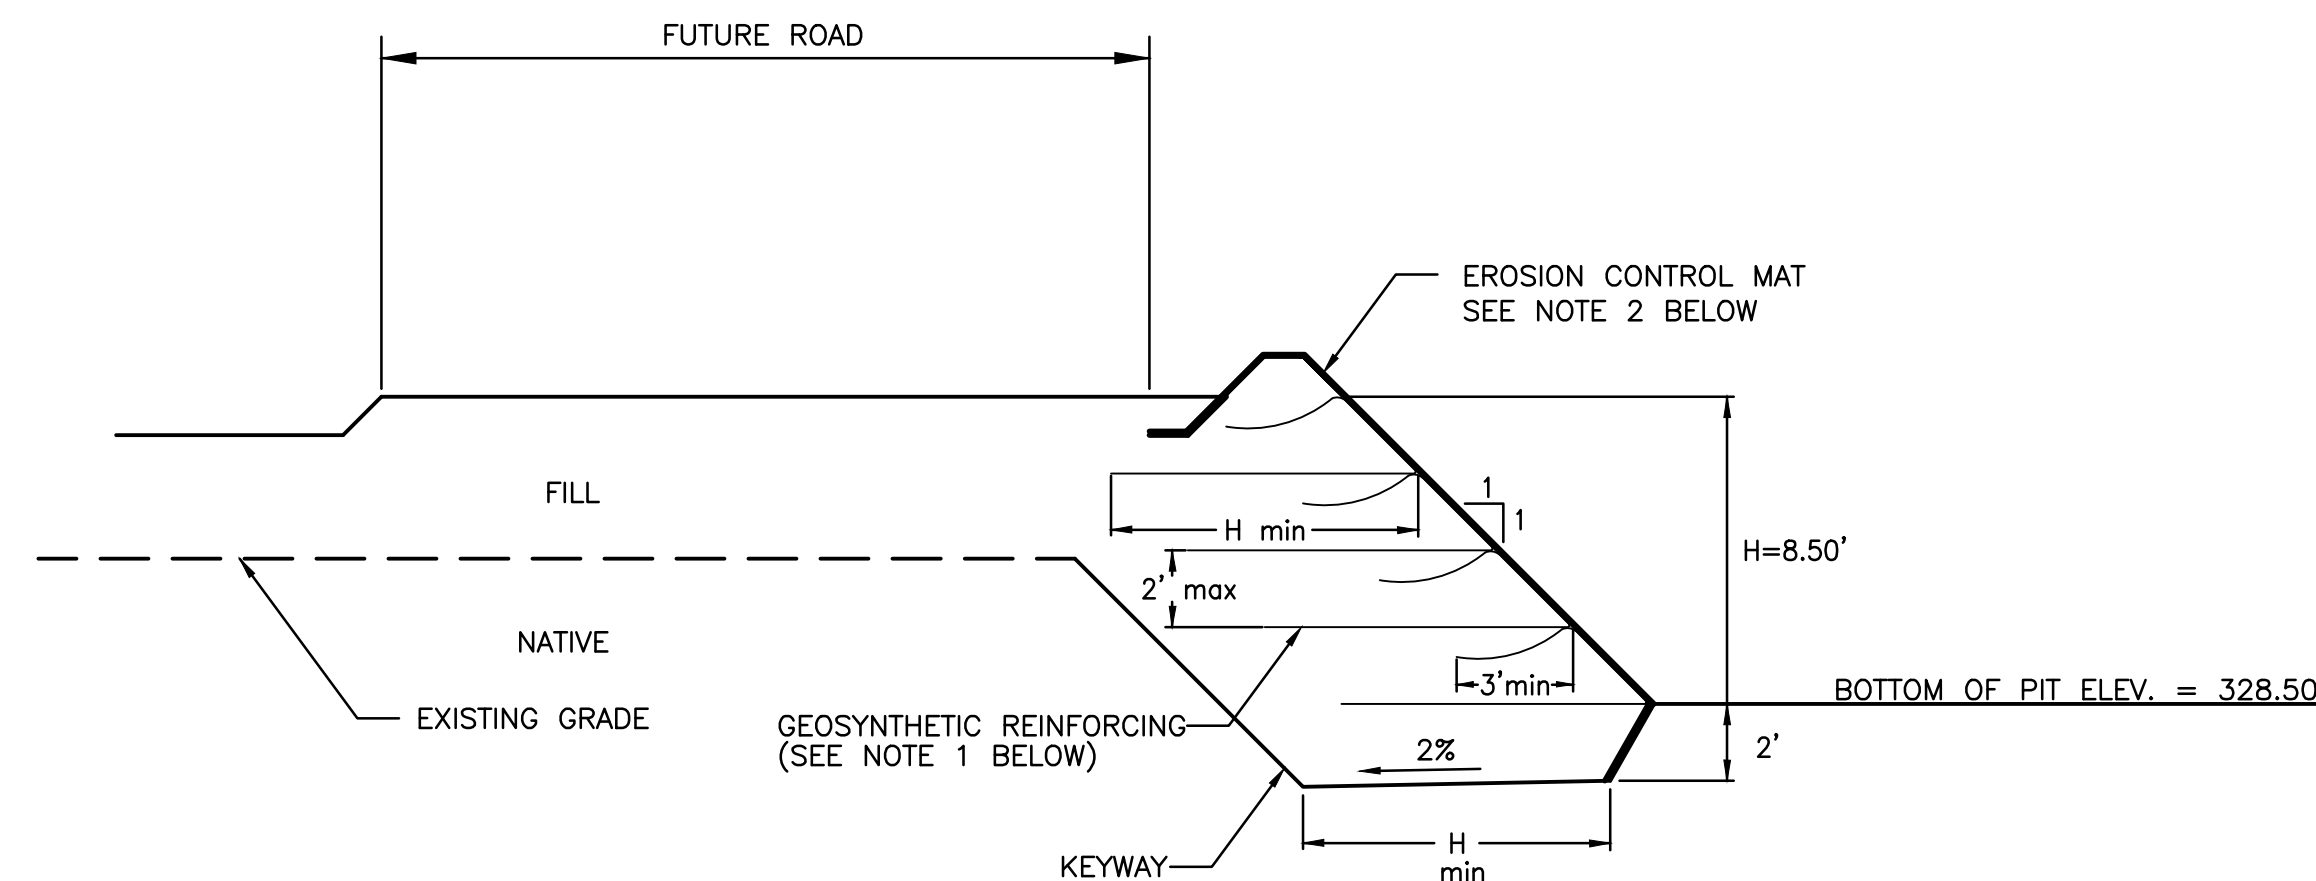 FUTURE ROAD
EROSION CONTROL MAT
SEE NOTE 2 BELOW
1
1
FILL
H min
H=8.50'
2' max
NATIVE
3'min
BOTTOM OF PIT ELEV. = 328.50
EXISTING GRADE
GEOSYNTHETIC REINFORCING
(SEE NOTE 1 BELOW)
2%
2'
H
min
KEYWAY